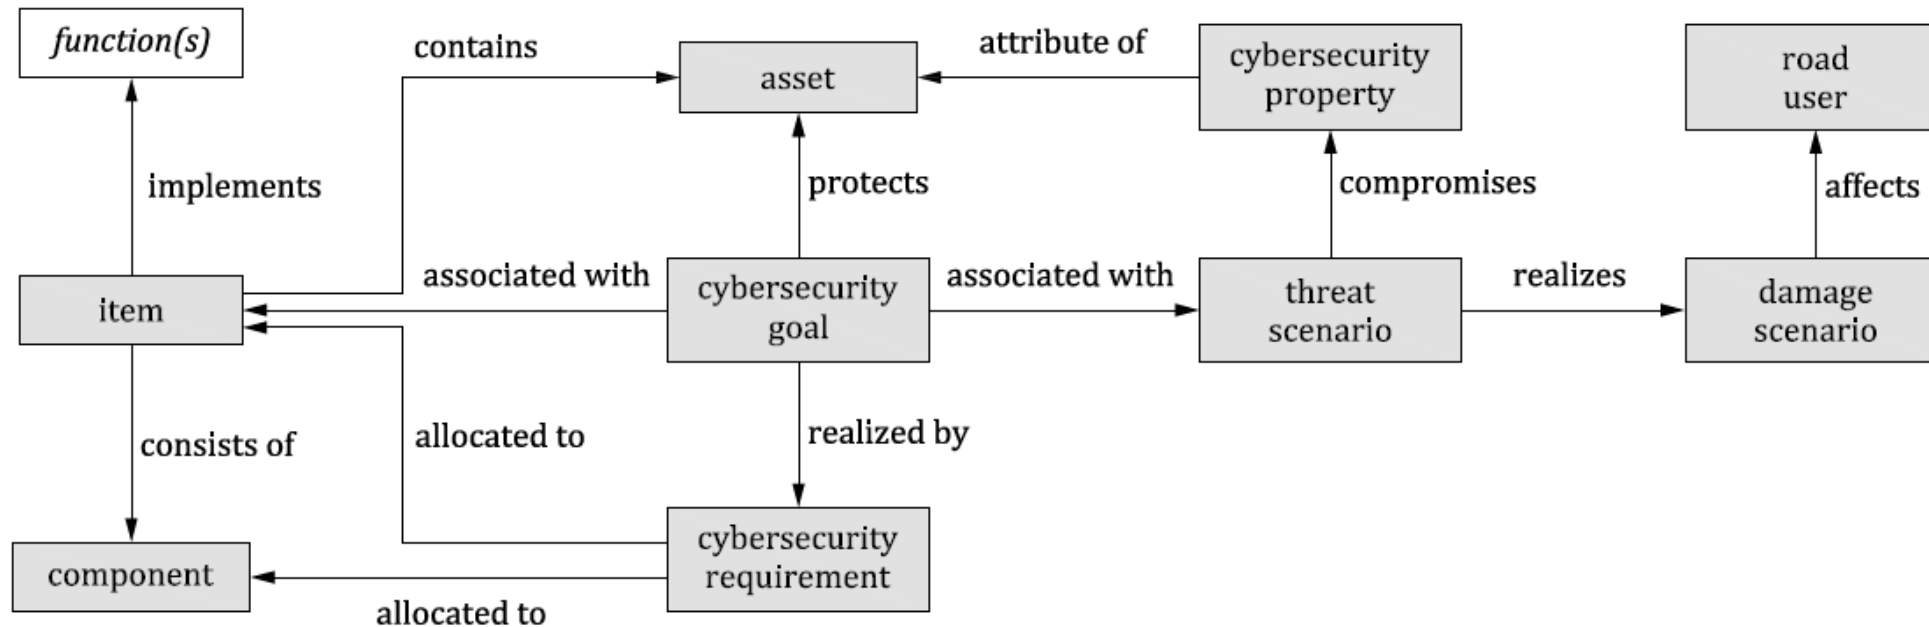 function(s)
contains
asset
attribute of
cybersecurity
property
road
user
implements
protects
compromises
affects
item
associated with
cybersecurity
goal
associated with
threat
scenario
realizes
damage
scenario
consists of
allocated to
realized by
component
allocated to
cybersecurity
requirement